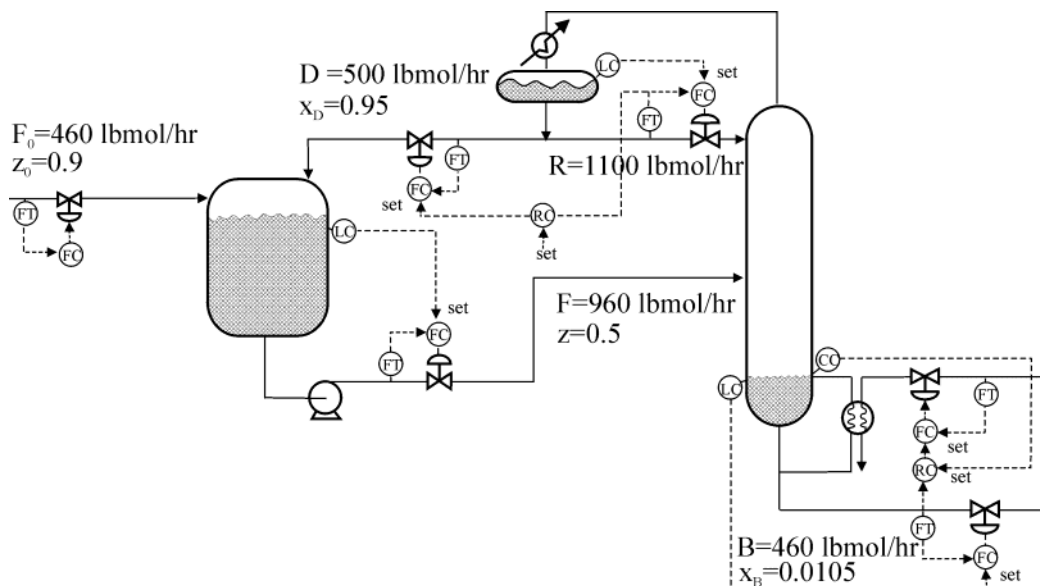 LC
set
D =500 lbmol/hr
x_D=0.95
FC
FT
F_0=460 lbmol/hr
z_0=0.9
FT
R=1100 lbmol/hr
FC
set
RC
set
FT
FC
LC
set
F=960 lbmol/hr
z=0.5
FC
FT
CC
LC
FT
FC
set
RC
set
FT
B=460 lbmol/hr
x_B=0.0105
FC
set